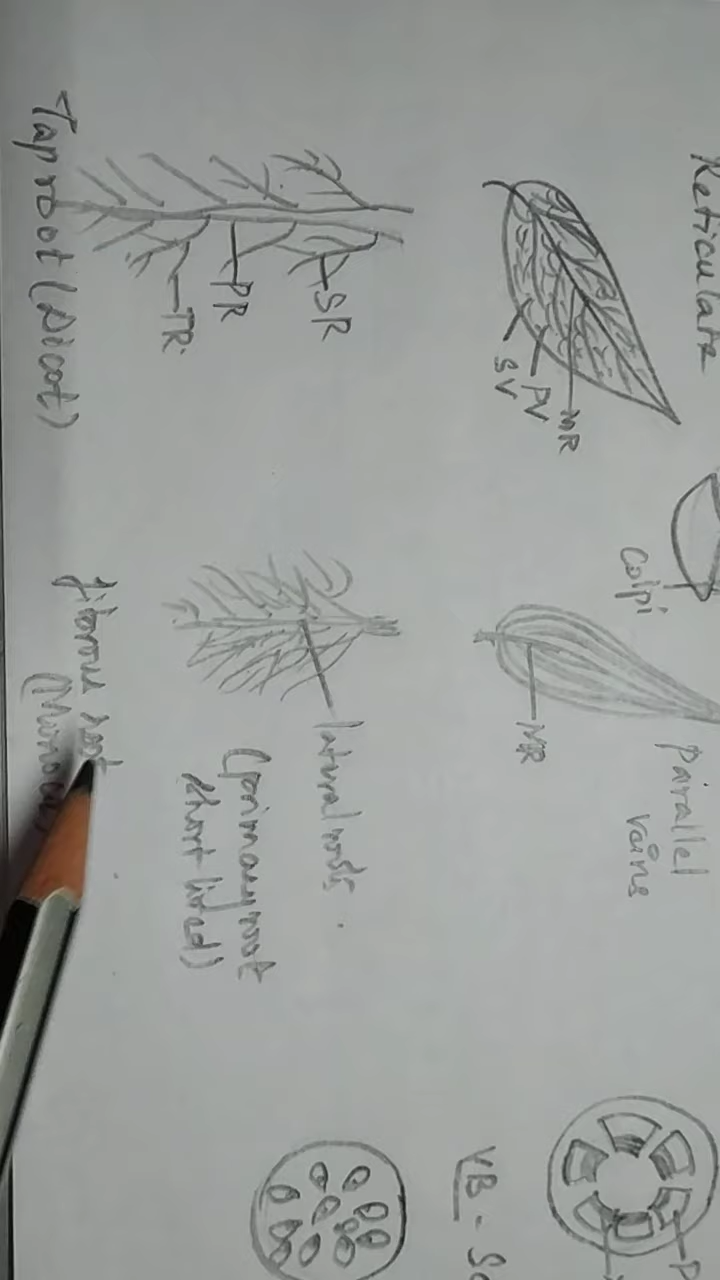 Reticulate
MR
PV
SV
SR
PR
TR.
Tap root (Dicot)
Colpi
parallel
veins
MR
lateral roots.
(primary root
short lived)
fibrous root
VB -